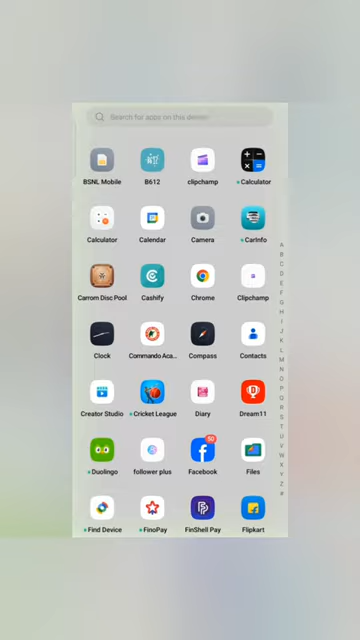 Search for apps on this device
BSNL Mobile B612 clipchamp Calculator
Calculator Calendar Camera CarInfo
Carrom Disc Pool Cashify Chrome Clipchamp
Clock Commando Aca... Compass Contacts
Creator Studio Cricket League Diary Dream11
50
Duolingo follower plus Facebook Files
Find Device FinoPay FinShell Pay Flipkart
A
B
C
D
E
F
G
H
I
J
K
L
M
N
O
P
Q
R
S
T
U
V
W
X
Y
Z
#